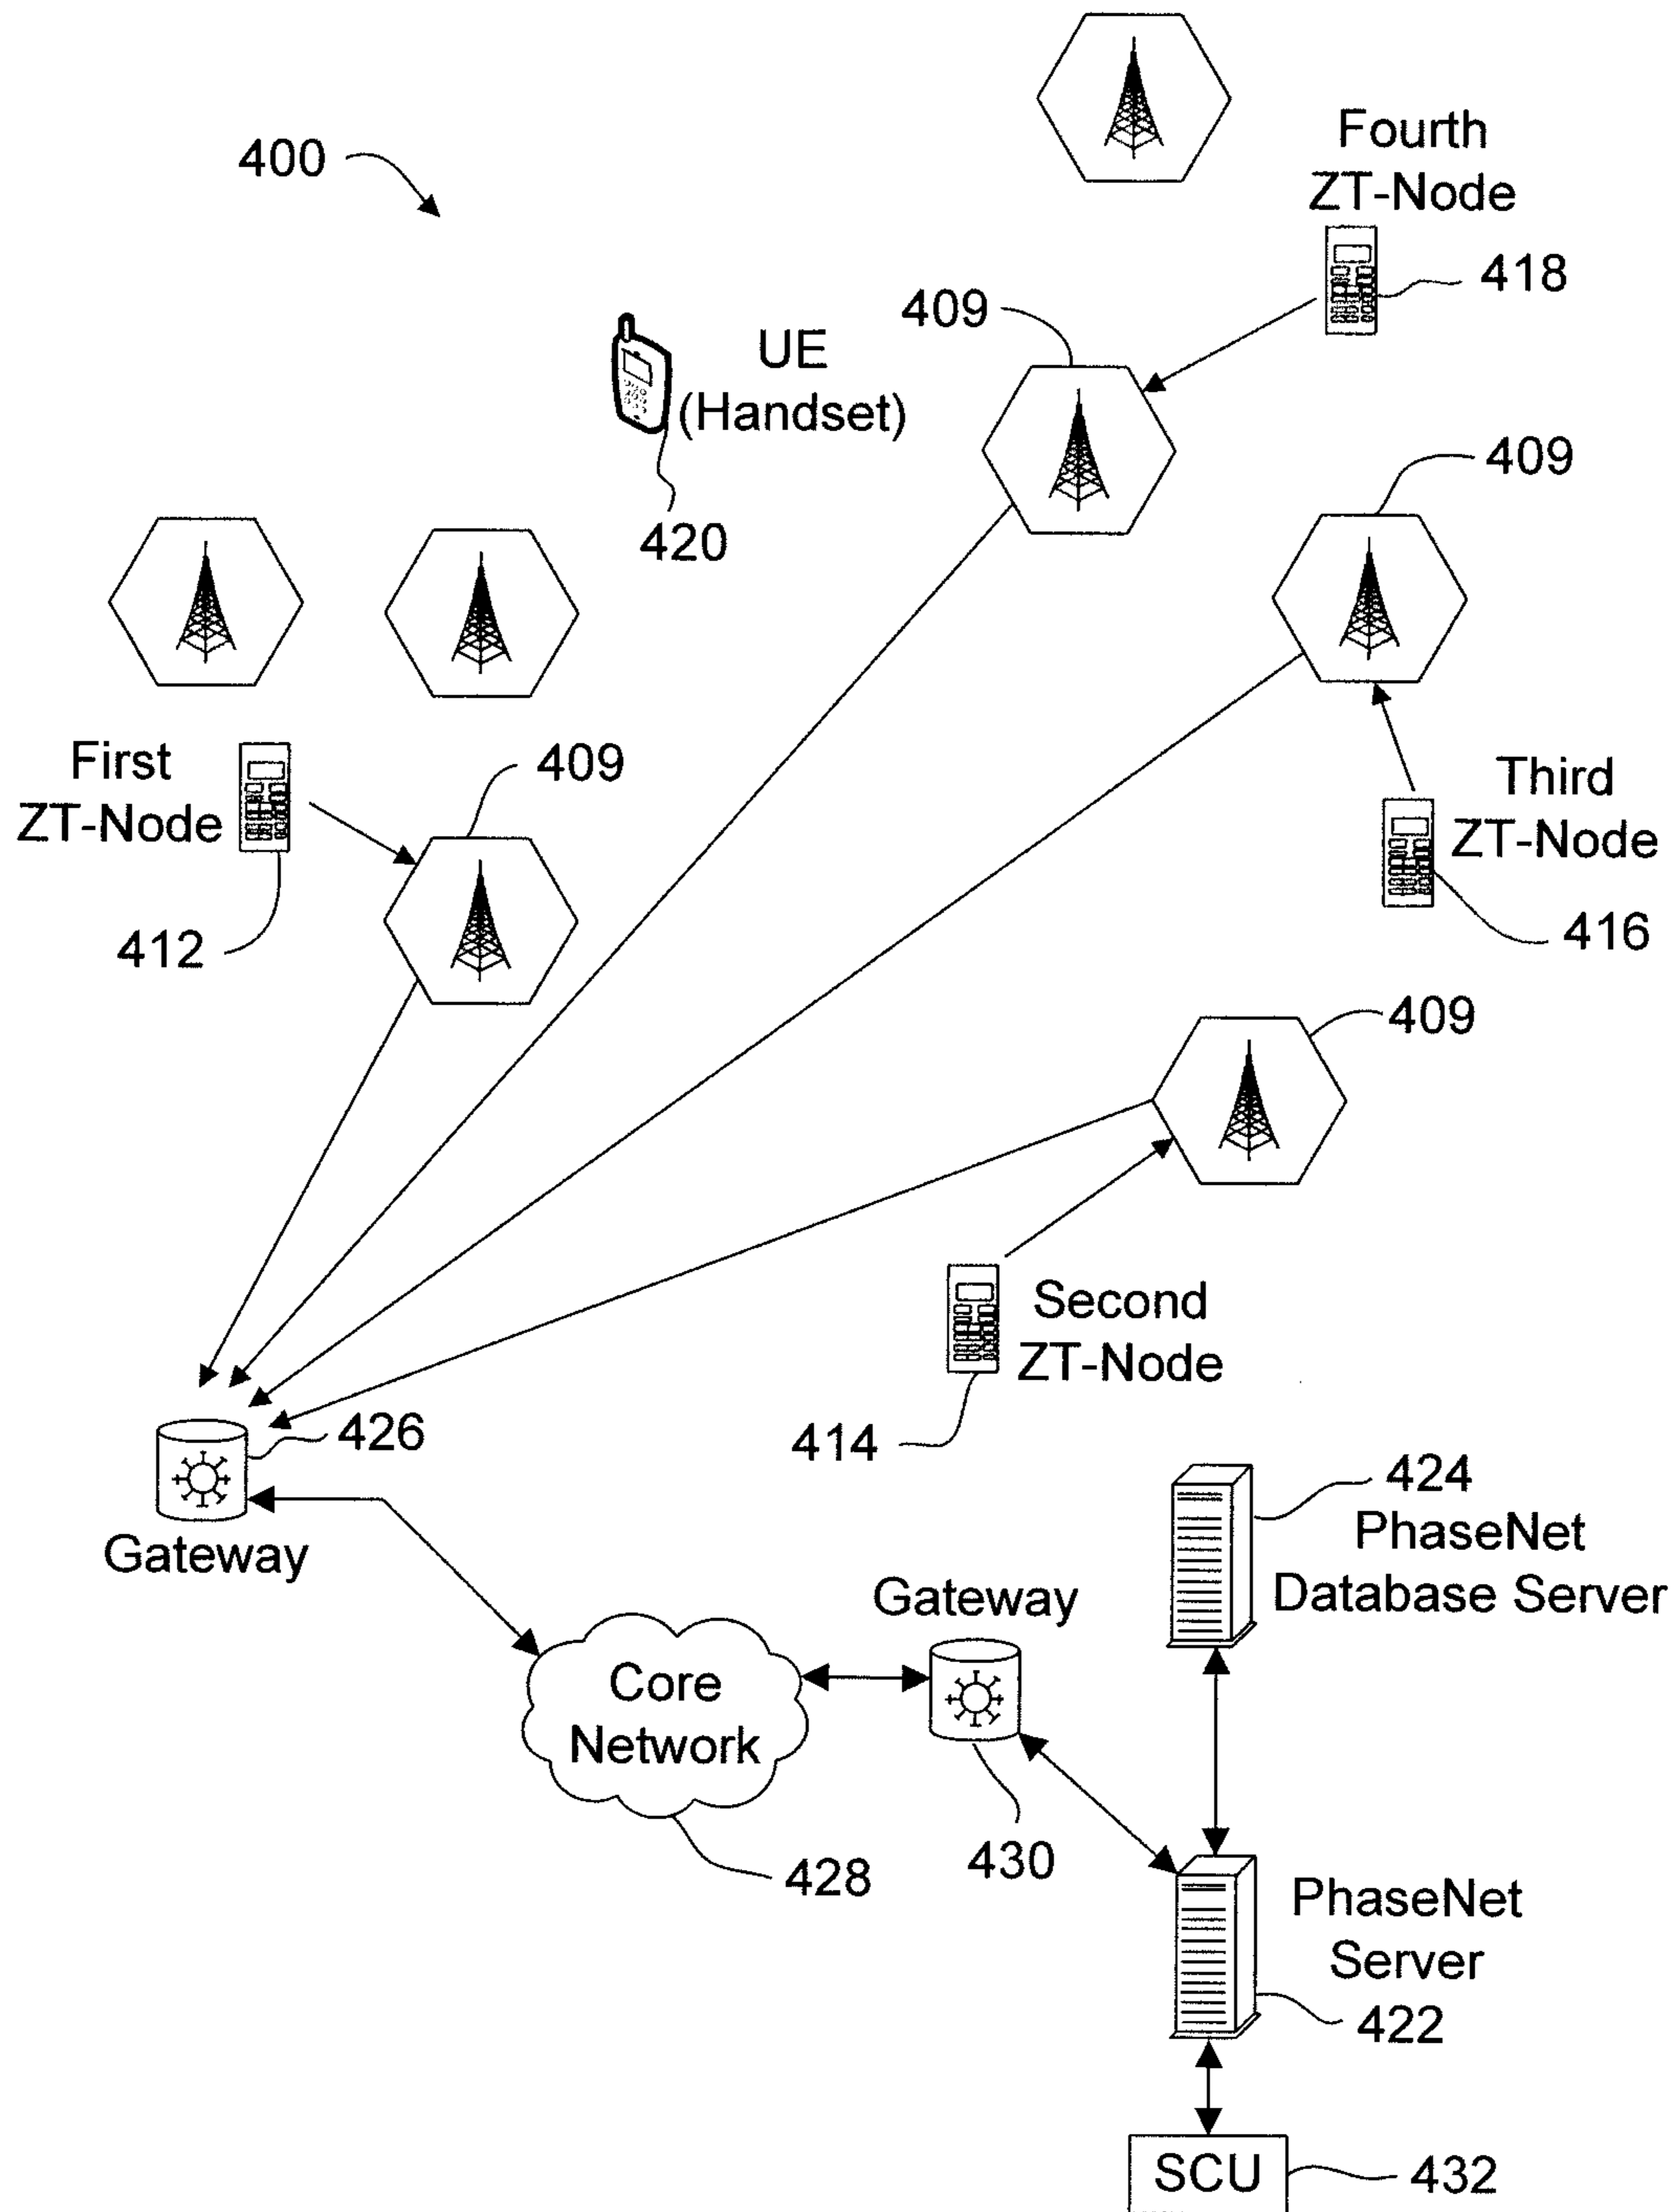 400
Fourth
ZT-Node
418
409
UE
(Handset)
420
409
First
ZT-Node
409
412
Third
ZT-Node
416
409
Second
ZT-Node
414
426
Gateway
424
PhaseNet
Database Server
Gateway
Core
Network
430
428
PhaseNet
Server
422
SCU
432